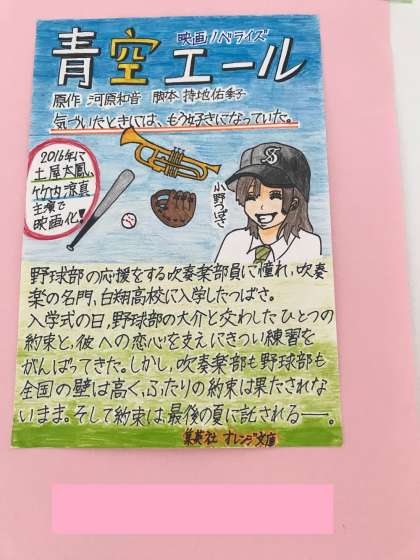 映画ノベライズ
青空エール
原作 河原和音 脚本 持地佑季子
気づいたときには、もう好きになっていた。
2016年に
土屋太鳳、
竹内涼真
主演で
映画化!
小野つばさ
野球部の応援をする吹奏楽部員に憧れ、吹奏
楽の名門、白翔高校に入学したつばさ。
入学式の日、野球部の大介と交わしたひとつの
約束と、彼への恋心を支えにきつい練習を
がんばってきた。しかし、吹奏楽部も野球部も
全国の壁は高く、ふたりの約束は果たされな
いまま。そして約束は最後の夏に託される――。
集英社 オレンジ文庫